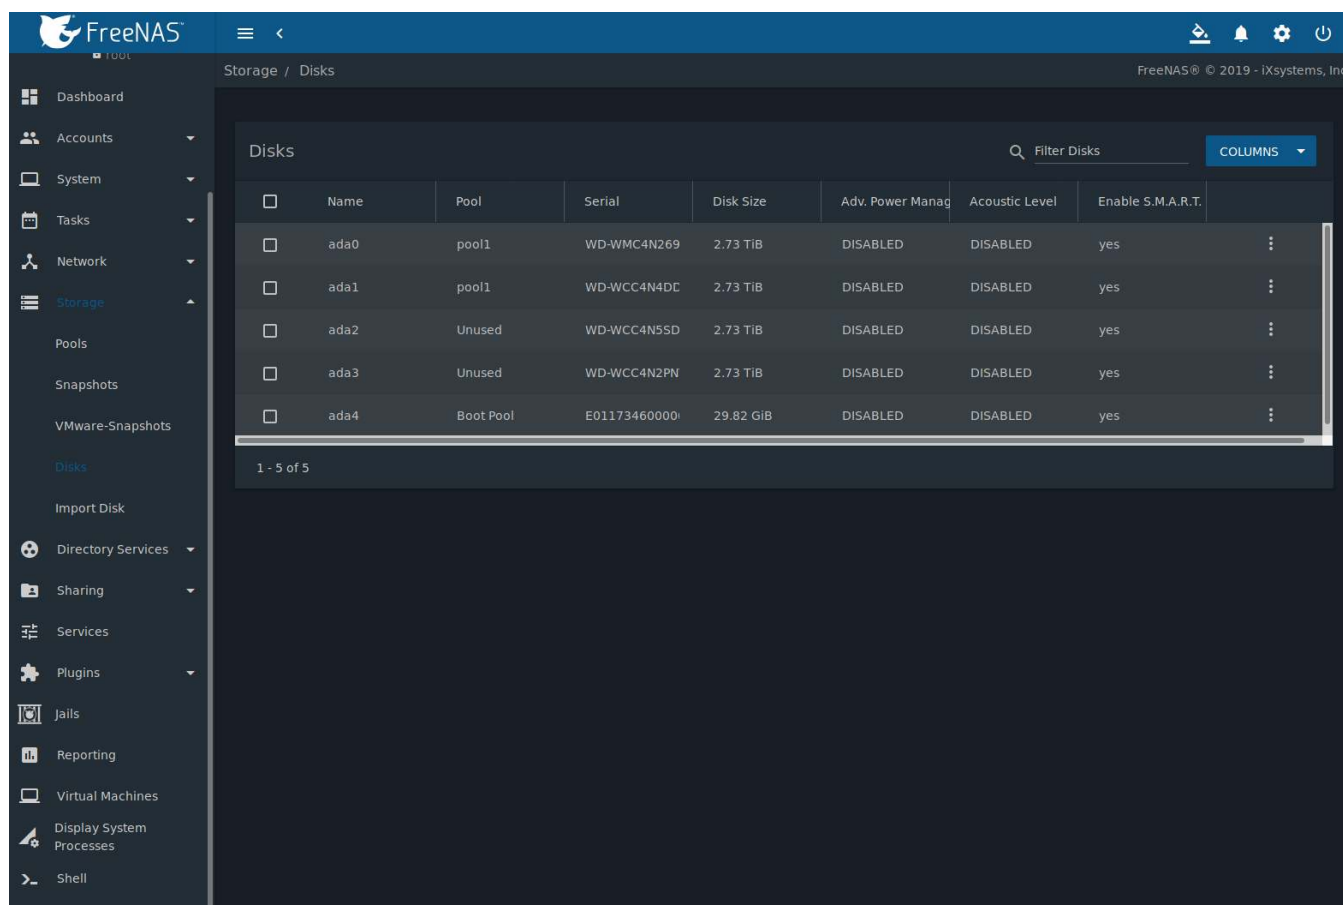 FreeNAS
root
Storage / Disks
FreeNAS® © 2019 - iXsystems, Inc
Dashboard
Accounts
System
Tasks
Network
Storage
Pools
Snapshots
VMware-Snapshots
Disks
Import Disk
Directory Services
Sharing
Services
Plugins
Jails
Reporting
Virtual Machines
Display System
Processes
Shell
Disks
Filter Disks
COLUMNS
Name Pool Serial Disk Size Adv. Power Manag Acoustic Level Enable S.M.A.R.T.
ada0 pool1 WD-WMC4N269 2.73 TiB DISABLED DISABLED yes
ada1 pool1 WD-WCC4N4DE 2.73 TiB DISABLED DISABLED yes
ada2 Unused WD-WCC4N5SD 2.73 TiB DISABLED DISABLED yes
ada3 Unused WD-WCC4N2PN 2.73 TiB DISABLED DISABLED yes
ada4 Boot Pool E01173460000 29.82 GiB DISABLED DISABLED yes
1 - 5 of 5